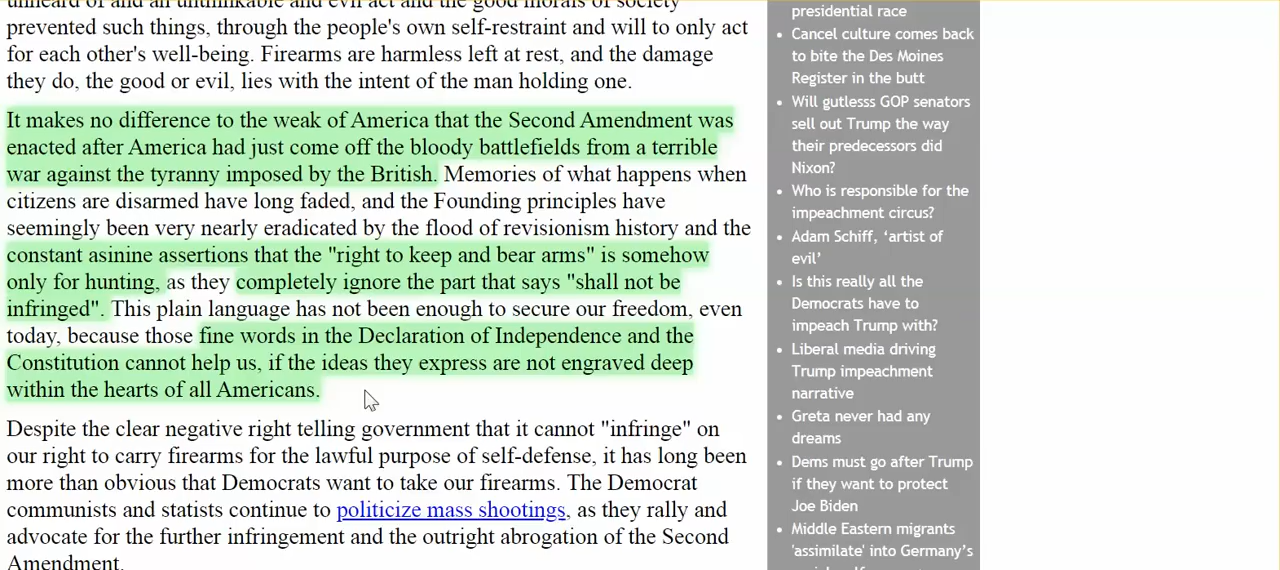 unheard of and an unthinkable and evil act and the good morals of society
prevented such things, through the people's own self-restraint and will to only act
for each other's well-being. Firearms are harmless left at rest, and the damage
they do, the good or evil, lies with the intent of the man holding one.
It makes no difference to the weak of America that the Second Amendment was
enacted after America had just come off the bloody battlefields from a terrible
war against the tyranny imposed by the British. Memories of what happens when
citizens are disarmed have long faded, and the Founding principles have
seemingly been very nearly eradicated by the flood of revisionism history and the
constant asinine assertions that the "right to keep and bear arms" is somehow
only for hunting, as they completely ignore the part that says "shall not be
infringed". This plain language has not been enough to secure our freedom, even
today, because those fine words in the Declaration of Independence and the
Constitution cannot help us, if the ideas they express are not engraved deep
within the hearts of all Americans.
Despite the clear negative right telling government that it cannot "infringe" on
our right to carry firearms for the lawful purpose of self-defense, it has long been
more than obvious that Democrats want to take our firearms. The Democrat
communists and statists continue to politicize mass shootings, as they rally and
advocate for the further infringement and the outright abrogation of the Second
Amendment.
presidential race
Cancel culture comes back
to bite the Des Moines
Register in the butt
Will gutlesss GOP senators
sell out Trump the way
their predecessors did
Nixon?
Who is responsible for the
impeachment circus?
Adam Schiff, ‘artist of
evil’
Is this really all the
Democrats have to
impeach Trump with?
Liberal media driving
Trump impeachment
narrative
Greta never had any
dreams
Dems must go after Trump
if they want to protect
Joe Biden
Middle Eastern migrants
'assimilate' into Germany’s